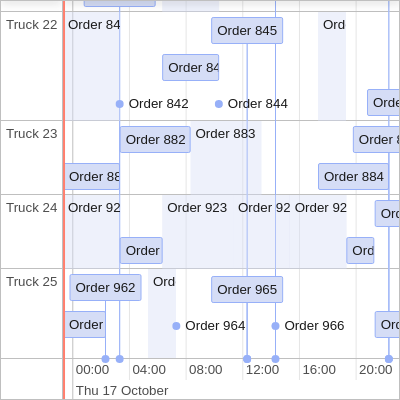 Truck 22 Order 84 Order 845 Ord
Order 84
Order 842 Order 844 Orde
Truck 23 Order 882 Order 883 Order 8
Order 88 Order 884
Truck 24 Order 92 Order 923 Order 92 Order 92 Ord
Order Ord
Truck 25 Order 962 Ord Order 965
Order Order 964 Order 966 Ord
00:00 04:00 08:00 12:00 16:00 20:00
Thu 17 October